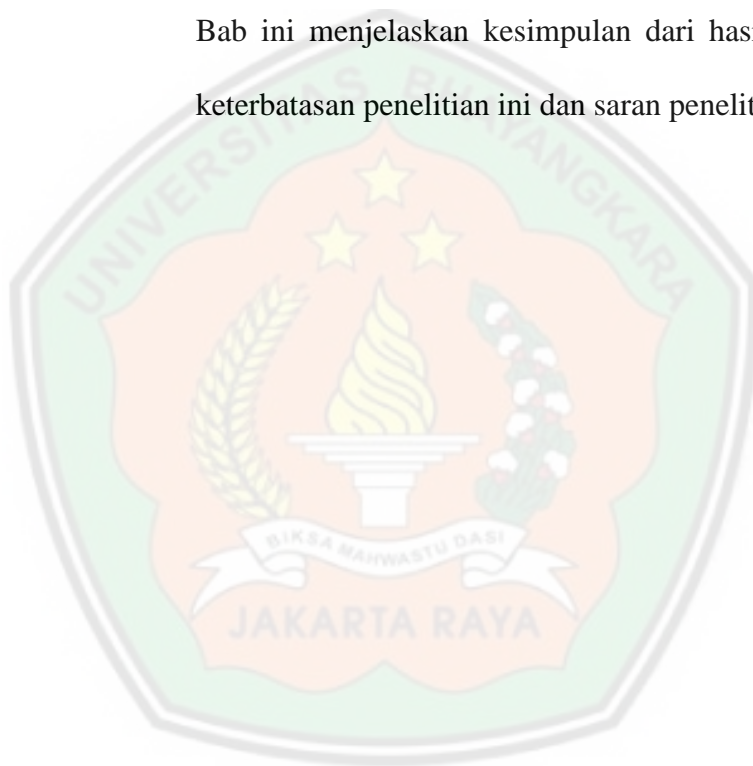 Bab ini menjelaskan kesimpulan dari has
keterbatasan penelitian ini dan saran penelit
UNIVERSITAS BHAYANGKARA
BIKSA MAHWASTU DASI
JAKARTA RAYA